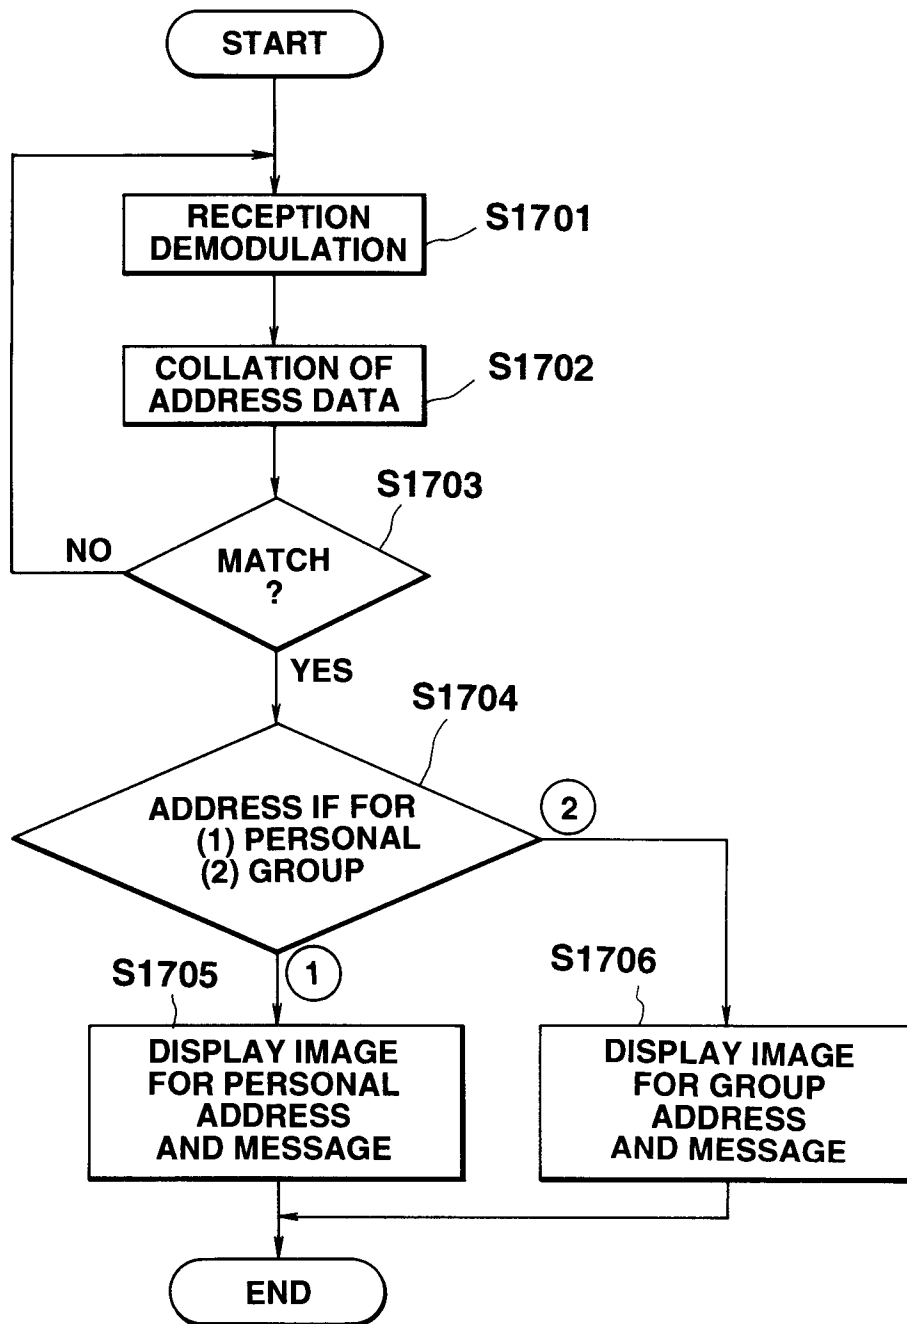 START
RECEPTION
DEMODULATION
S1701
COLLATION OF
ADDRESS DATA
S1702
S1703
MATCH
?
NO
YES
S1704
ADDRESS IF FOR
(1) PERSONAL
(2) GROUP
2
1
S1705
DISPLAY IMAGE
FOR PERSONAL
ADDRESS
AND MESSAGE
S1706
DISPLAY IMAGE
FOR GROUP
ADDRESS
AND MESSAGE
END